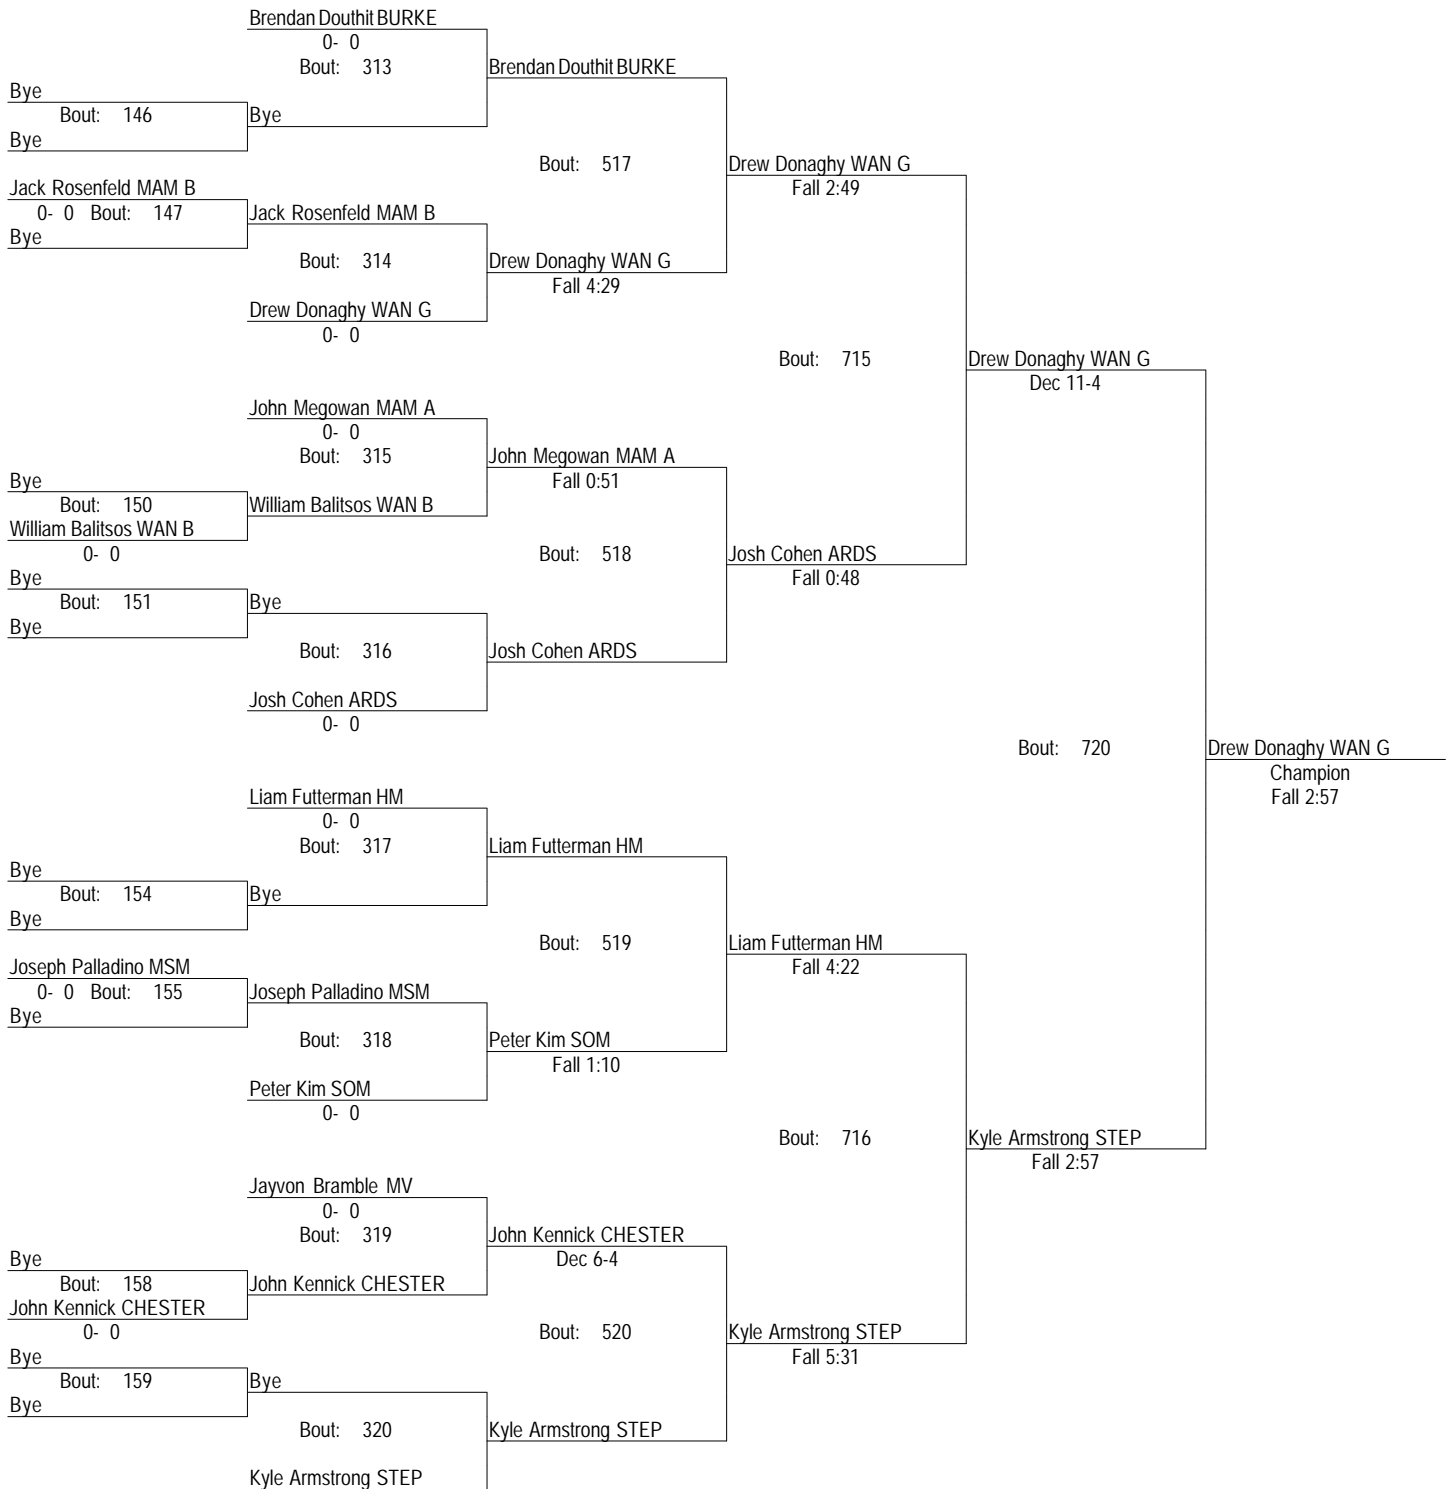 Brendan Douthit BURKE
0- 0
Bout: 313
Brendan Douthit BURKE
Bye
Bout: 146
Bye
Bye
Bout: 517
Drew Donaghy WAN G
Fall 2:49
Jack Rosenfeld MAM B
0- 0 Bout: 147
Jack Rosenfeld MAM B
Bye
Bout: 314
Drew Donaghy WAN G
Fall 4:29
Drew Donaghy WAN G
0- 0
Bout: 715
Drew Donaghy WAN G
Dec 11-4
John Megowan MAM A
0- 0
Bout: 315
John Megowan MAM A
Fall 0:51
Bye
Bout: 150
William Balitsos WAN B
William Balitsos WAN B
0- 0
Bout: 518
Josh Cohen ARDS
Fall 0:48
Bye
Bout: 151
Bye
Bye
Bout: 316
Josh Cohen ARDS
Josh Cohen ARDS
0- 0
Bout: 720
Drew Donaghy WAN G
Champion
Fall 2:57
Liam Futterman HM
0- 0
Bout: 317
Liam Futterman HM
Bye
Bout: 154
Bye
Bye
Bout: 519
Liam Futterman HM
Fall 4:22
Joseph Palladino MSM
0- 0 Bout: 155
Joseph Palladino MSM
Bye
Bout: 318
Peter Kim SOM
Fall 1:10
Peter Kim SOM
0- 0
Bout: 716
Kyle Armstrong STEP
Fall 2:57
Jayvon Bramble MV
0- 0
Bout: 319
John Kennick CHESTER
Dec 6-4
Bye
Bout: 158
John Kennick CHESTER
John Kennick CHESTER
0- 0
Bout: 520
Kyle Armstrong STEP
Fall 5:31
Bye
Bout: 159
Bye
Bye
Bout: 320
Kyle Armstrong STEP
Kyle Armstrong STEP